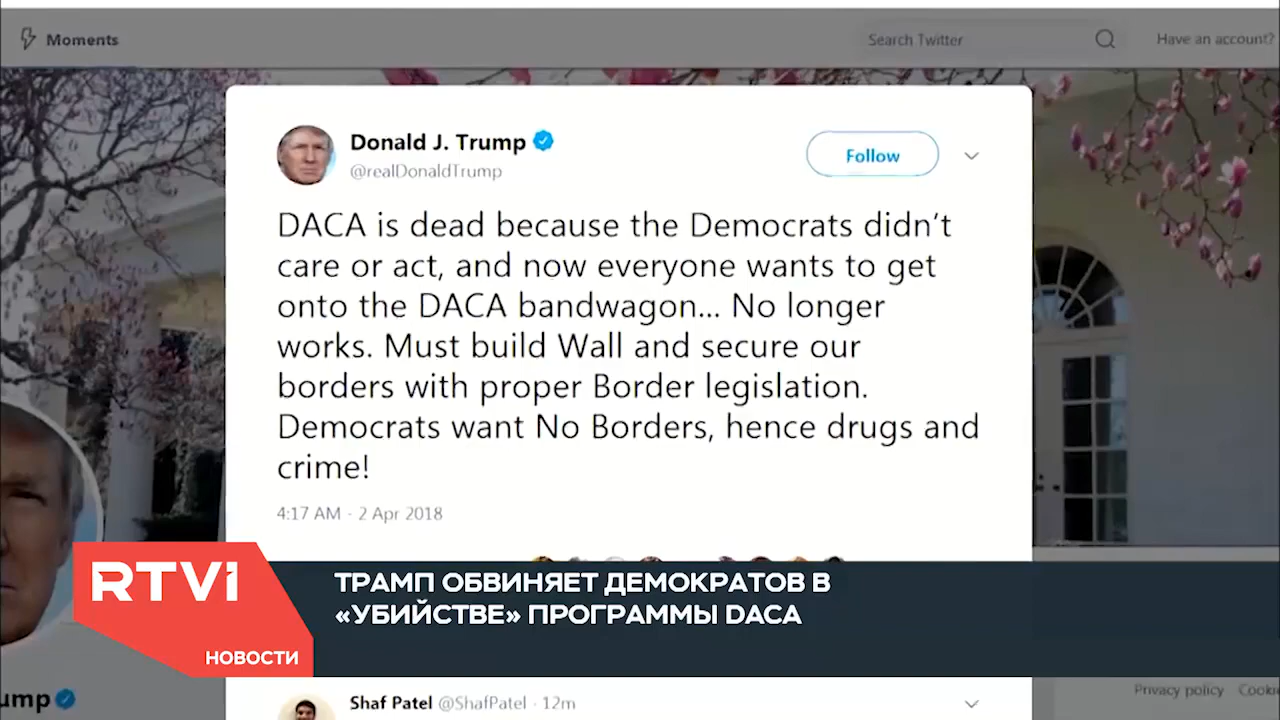 Moments
Search Twitter
Have an account?
Donald J. Trump
@realDonaldTrump
Follow
DACA is dead because the Democrats didn't
care or act, and now everyone wants to get
onto the DACA bandwagon... No longer
works. Must build Wall and secure our
borders with proper Border legislation.
Democrats want No Borders, hence drugs and
crime!
4:17 AM · 2 Apr 2018
RTVi
НОВОСТИ
ТРАМП ОБВИНЯЕТ ДЕМОКРАТОВ В
«УБИЙСТВЕ» ПРОГРАММЫ DACA
Shaf Patel @ShafPatel · 12m
Privacy policy